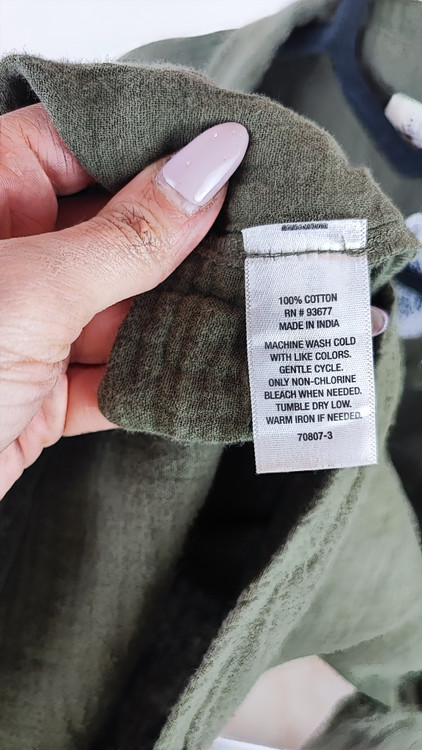 100% COTTON
RN # 93677
MADE IN INDIA
MACHINE WASH COLD
WITH LIKE COLORS.
GENTLE CYCLE.
ONLY NON-CHLORINE
BLEACH WHEN NEEDED.
TUMBLE DRY LOW.
WARM IRON IF NEEDED.
70807-3